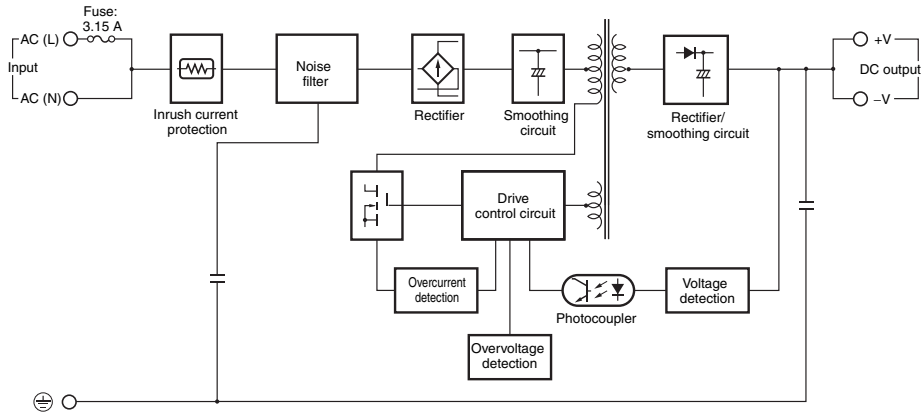 Fuse:
3.15 A
AC (L)
Input
AC (N)
Inrush current
protection
Noise
filter
Rectifier
Smoothing
circuit
Rectifier/
smoothing circuit
+V
DC output
–V
Drive
control circuit
Overcurrent
detection
Overvoltage
detection
Photocoupler
Voltage
detection